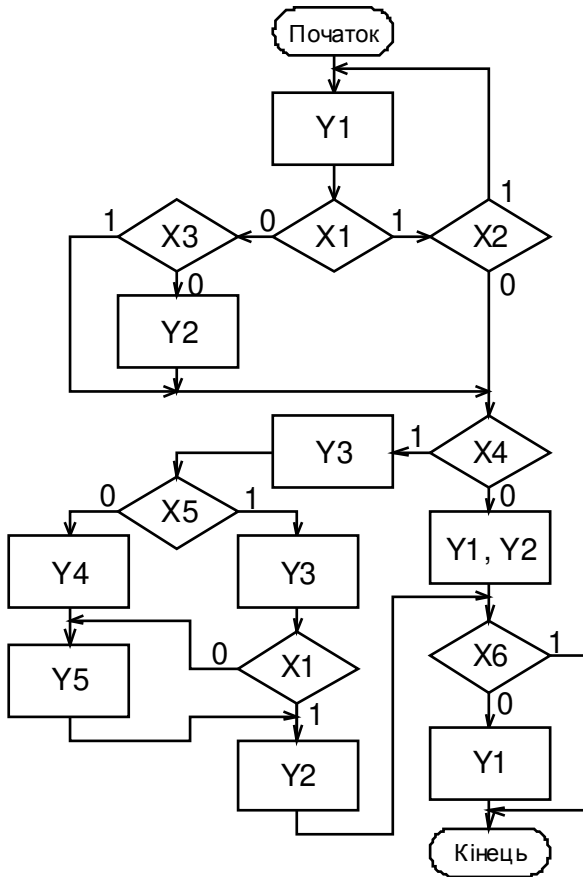 Початок
Y1
1
1 X3 0 X1 1 X2
0 0
Y2
Y3 1 X4
0 X5 1 0
Y4 Y3 Y1, Y2
Y5 0 X1 X6 1
1 0
Y2 Y1
Кінець